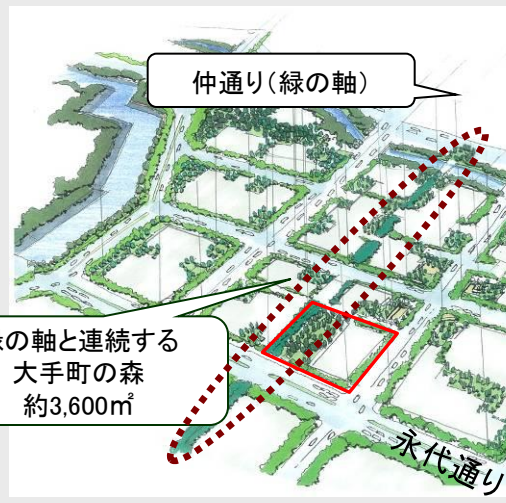 仲通り（緑の軸）
の軸と連続する
大手町の森
約3,600㎡
永代通り